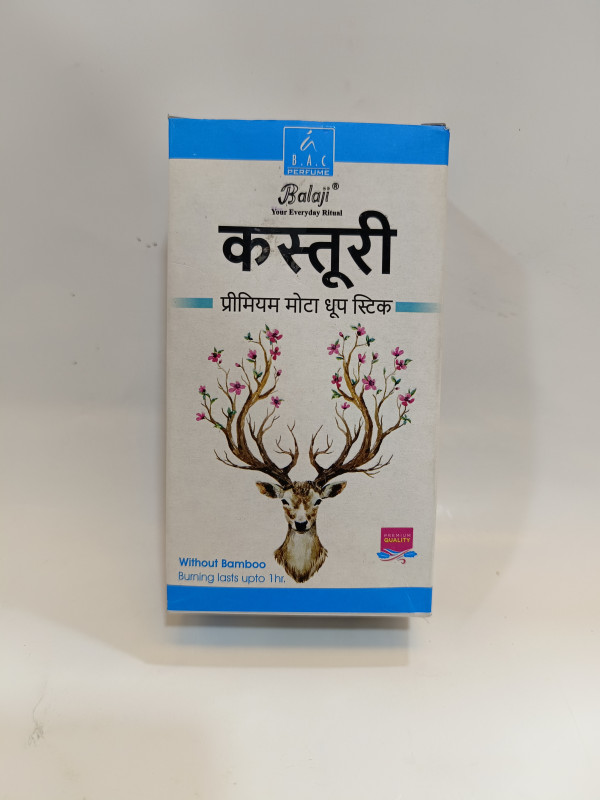 B.A.C
PERFUME
Balaji®
Your Everyday Ritual
कस्तूरी
प्रीमियम मोटा धूप स्टिक
PREMIUM
QUALITY
Without Bamboo
Burning lasts upto 1hr.